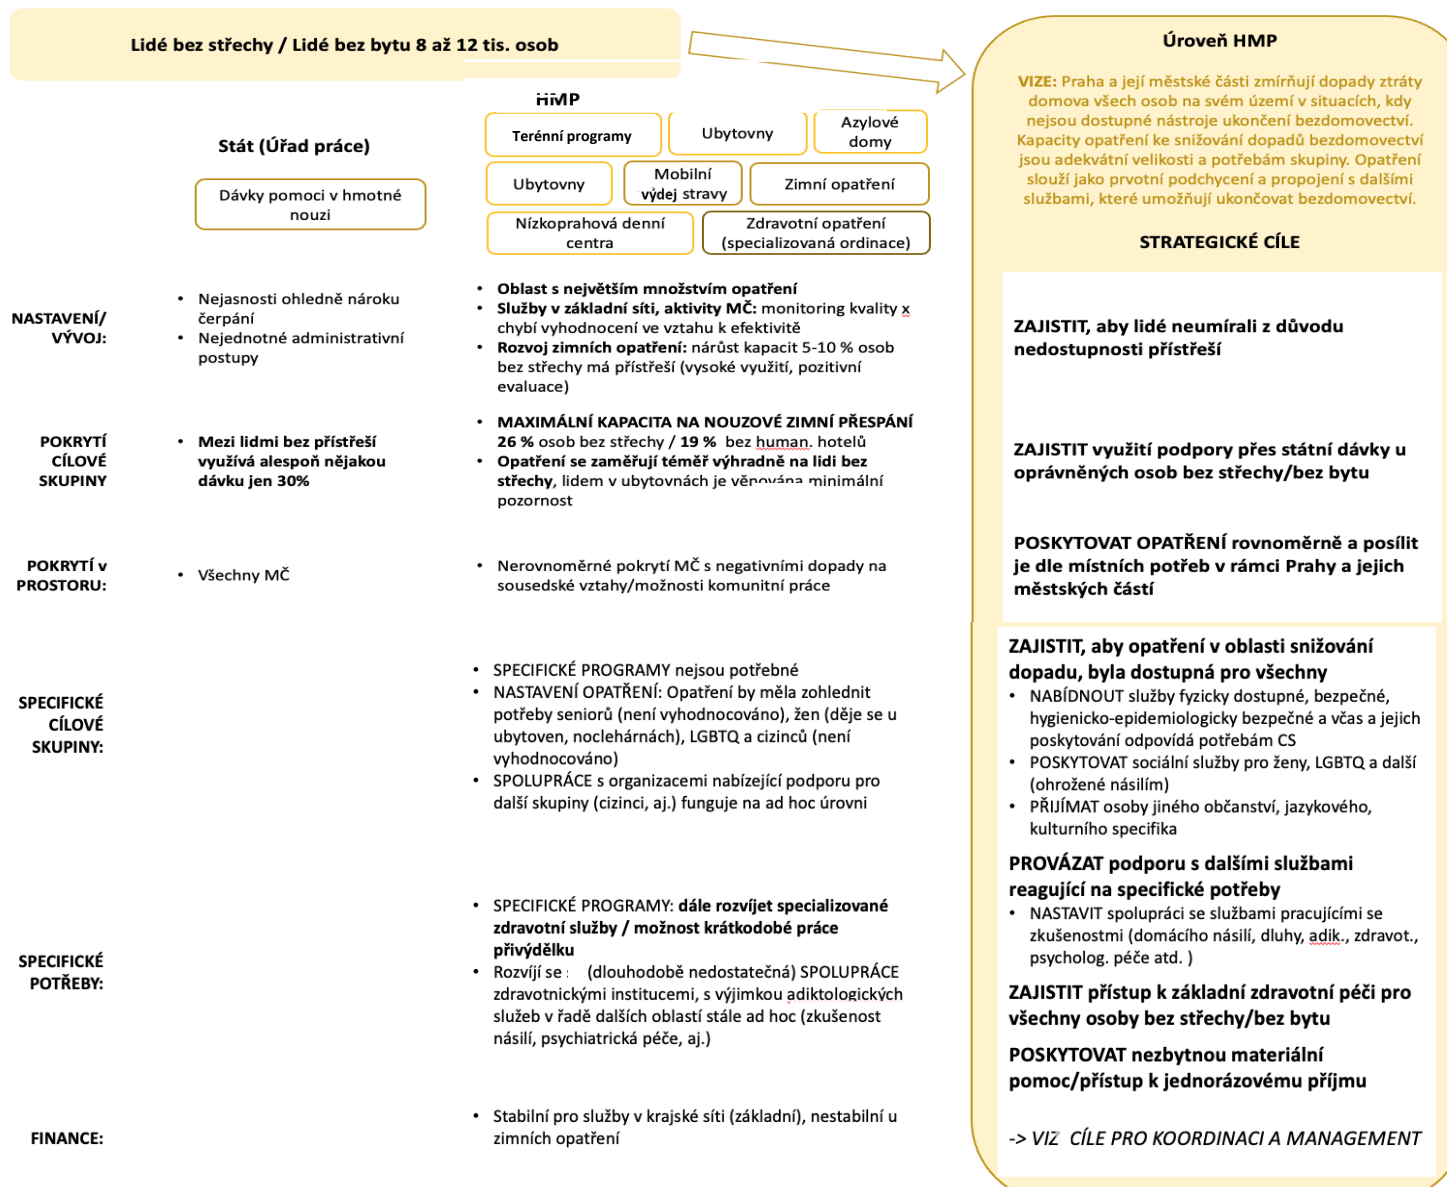 Lidé bez střechy / Lidé bez bytu 8 až 12 tis. osob
HMP
Stát (Úřad práce)
Dávky pomoci v hmotné
nouzi
Terénní programy
Ubytovny
Azylové
domy
Ubytovny
Mobilní
výdej stravy
Zimní opatření
Nízkoprahová denní
centra
Zdravotní opatření
(specializovaná ordinace)
NASTAVENÍ/
VÝVOJ:
• Nejasnosti ohledně nároku
čerpání
• Nejednotné administrativní
postupy
• Oblast s největším množstvím opatření
• Služby v základní síti, aktivity MČ: monitoring kvality x
chybí vyhodnocení ve vztahu k efektivitě
• Rozvoj zimních opatření: nárůst kapacit 5-10 % osob
bez střechy má přístřeší (vysoké využití, pozitivní
evaluace)
POKRYTÍ
CÍLOVÉ
SKUPINY
• Mezi lidmi bez přístřeší
využívá alespoň nějakou
dávku jen 30%
• MAXIMÁLNÍ KAPACITA NA NOUZOVÉ ZIMNÍ PŘESPÁNÍ
26 % osob bez střechy / 19 % bez human. hotelů
• Opatření se zaměřují téměř výhradně na lidi bez
střechy, lidem v ubytovnách je věnována minimální
pozornost
POKRYTÍ v
PROSTORU:
• Všechny MČ
• Nerovnoměrné pokrytí MČ s negativními dopady na
sousedské vztahy/možnosti komunitní práce
SPECIFICKÉ
CÍLOVÉ
SKUPINY:
• SPECIFICKÉ PROGRAMY nejsou potřebné
• NASTAVENÍ OPATŘENÍ: Opatření by měla zohlednit
potřeby seniorů (není vyhodnocováno), žen (děje se u
ubytoven, noclehárnách), LGBTQ a cizinců (není
vyhodnocováno)
• SPOLUPRÁCE s organizacemi nabízející podporu pro
další skupiny (cizinci, aj.) funguje na ad hoc úrovni
SPECIFICKÉ
POTŘEBY:
• SPECIFICKÉ PROGRAMY: dále rozvíjet specializované
zdravotní služby / možnost krátkodobé práce
přivýdělku
• Rozvíjí se (dlouhodobě nedostatečná) SPOLUPRÁCE
zdravotnickými institucemi, s výjimkou adiktologických
služeb v řadě dalších oblastí stále ad hoc (zkušenost
násilí, psychiatrická péče, aj.)
FINANCE:
• Stabilní pro služby v krajské síti (základní), nestabilní u
zimních opatření
Úroveň HMP
VIZE: Praha a její městské části zmírňují dopady ztráty
domova všech osob na svém území v situacích, kdy
nejsou dostupné nástroje ukončení bezdomovectví.
Kapacity opatření ke snižování dopadů bezdomovectví
jsou adekvátní velikosti a potřebám skupiny. Opatření
slouží jako prvotní podchycení a propojení s dalšími
službami, které umožňují ukončovat bezdomovectví.
STRATEGICKÉ CÍLE
ZAJISTIT, aby lidé neumírali z důvodu
nedostupnosti přístřeší
ZAJISTIT využití podpory přes státní dávky u
oprávněných osob bez střechy/bez bytu
POSKYTOVAT OPATŘENÍ rovnoměrně a posílit
je dle místních potřeb v rámci Prahy a jejich
městských částí
ZAJISTIT, aby opatření v oblasti snižování
dopadu, byla dostupná pro všechny
• NABÍDNOUT služby fyzicky dostupné, bezpečné,
hygienicko-epidemiologicky bezpečné a včas a jejich
poskytování odpovídá potřebám CS
• POSKYTOVAT sociální služby pro ženy, LGBTQ a další
(ohrožené násilím)
• PŘIJÍMAT osoby jiného občanství, jazykového,
kulturního specifika
PROVÁZAT podporu s dalšími službami
reagující na specifické potřeby
• NASTAVIT spolupráci se službami pracujícími se
zkušenostmi (domácího násilí, dluhy, adik., zdravot.,
psycholog. péče atd. )
ZAJISTIT přístup k základní zdravotní péči pro
všechny osoby bez střechy/bez bytu
POSKYTOVAT nezbytnou materiální
pomoc/přístup k jednorázovému příjmu
-> VIZ CÍLE PRO KOORDINACI A MANAGEMENT